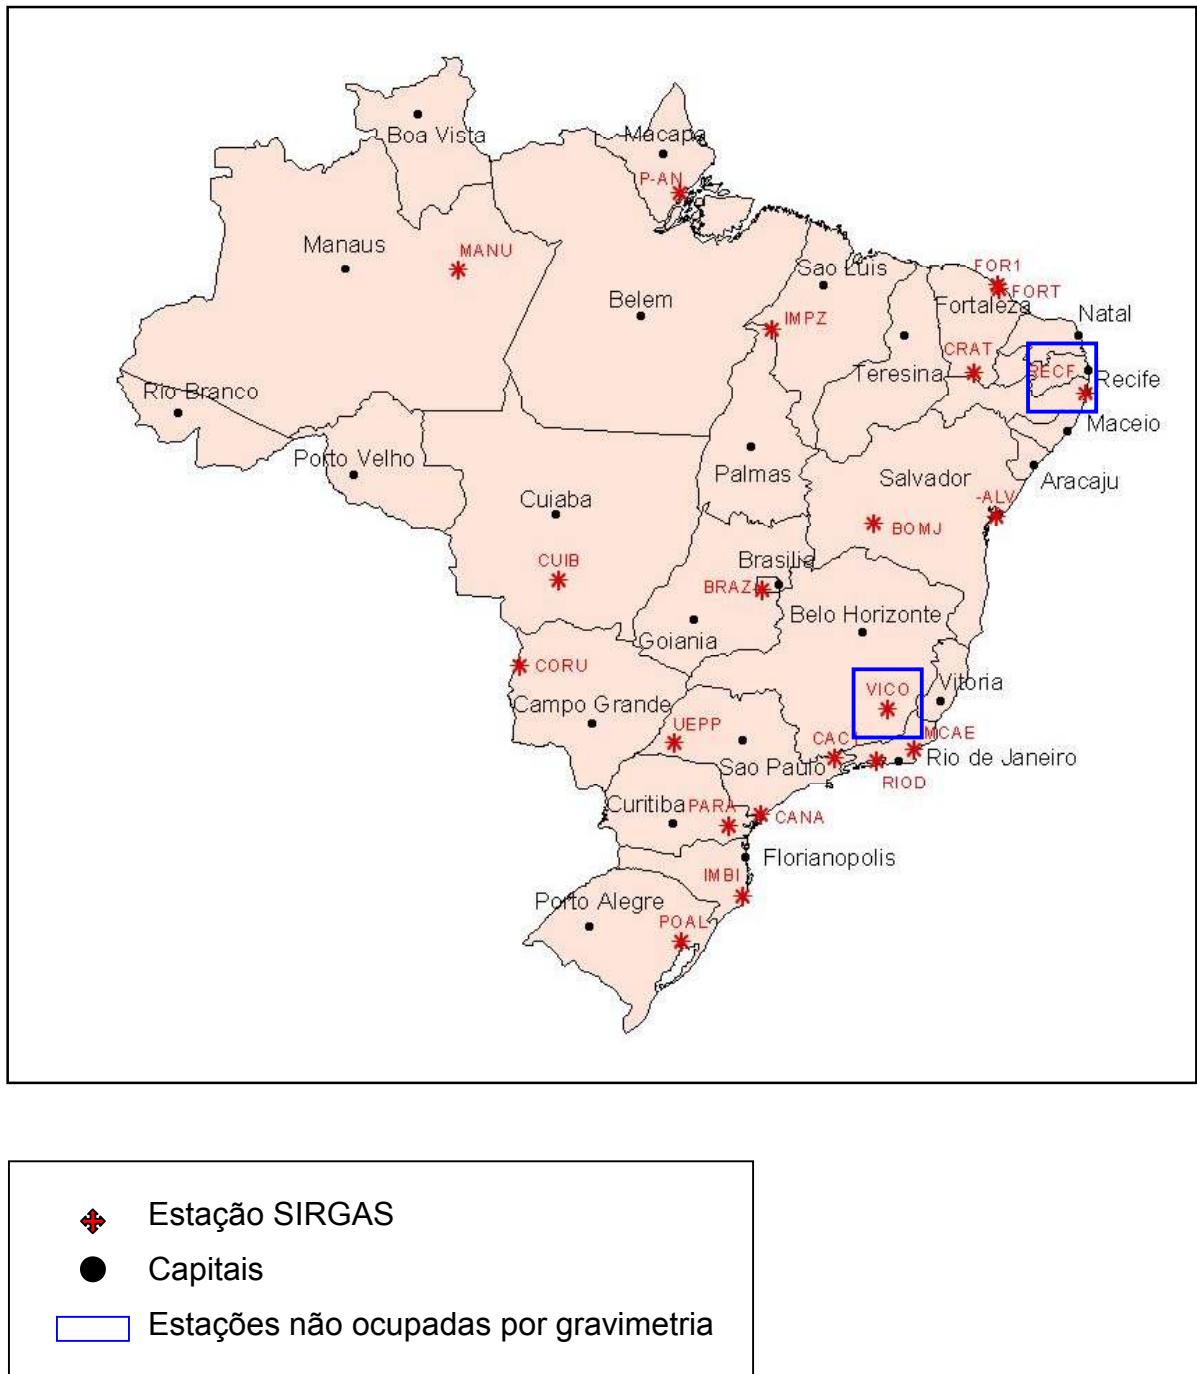 Boa Vista
Macapa
P-AN
Manaus
MANU
Belem
Sao Luis
FOR1
FORT
Fortaleza
Natal
IMPZ
CRAT
Teresina
RECF
Recife
Rio Branco
Maceio
Porto Velho
Palmas
Salvador
Aracaju
Cuiaba
-ALV
BOMJ
CUIB
Brasilia
BRAZ
Belo Horizonte
Goiania
CORU
VICO
Vitoria
Campo Grande
UEPP
CAC1
MCAE
Sao Paulo
Rio de Janeiro
RIOD
Curitiba
PARA
CANA
Florianopolis
IMBI
Porto Alegre
POAL
Estação SIRGAS
Capitais
Estações não ocupadas por gravimetria